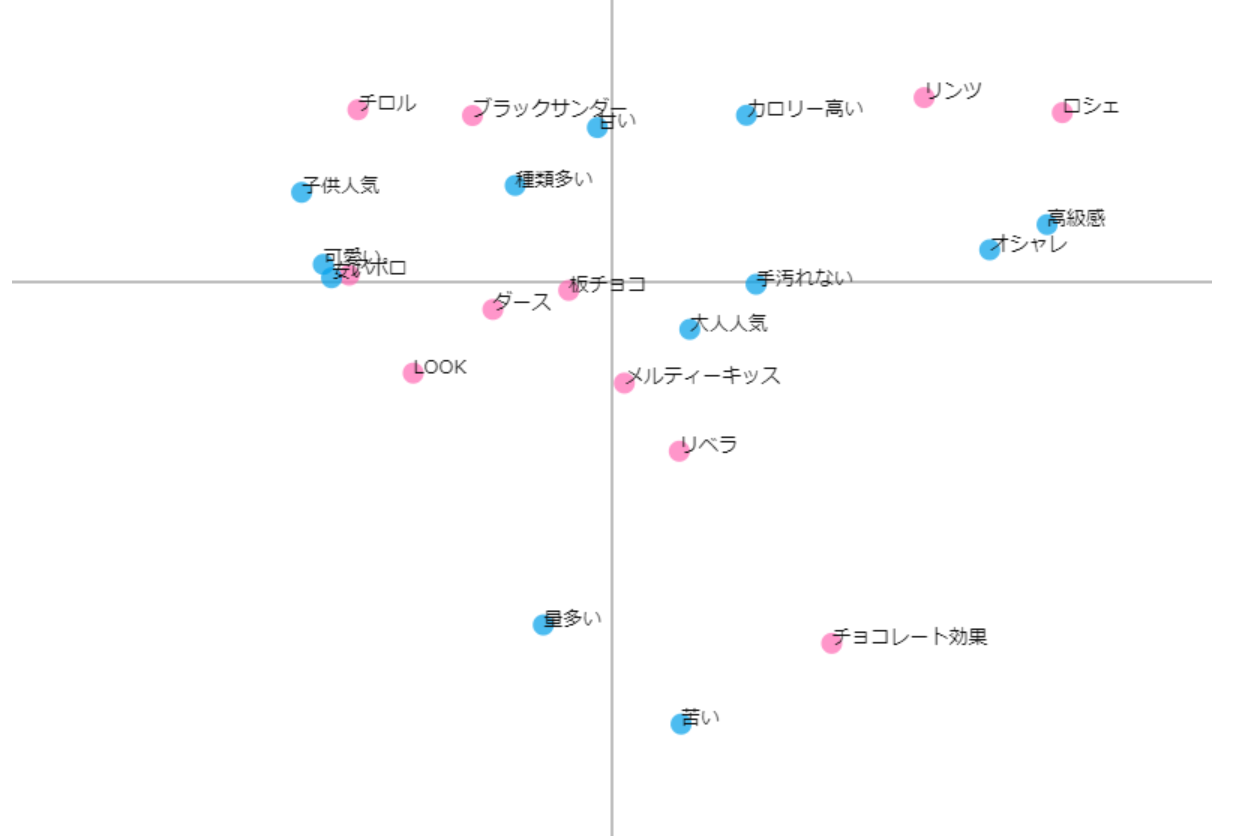 リンツ
チロル
ロシェ
ブラックサンダー
カロリー高い
甘い
種類多い
子供人気
高級感
オシャレ
可愛い
安い
手汚れない
板チョコ
ダース
大人人気
LOOK
メルティーキッス
リベラ
量多い
チョコレート効果
苦い